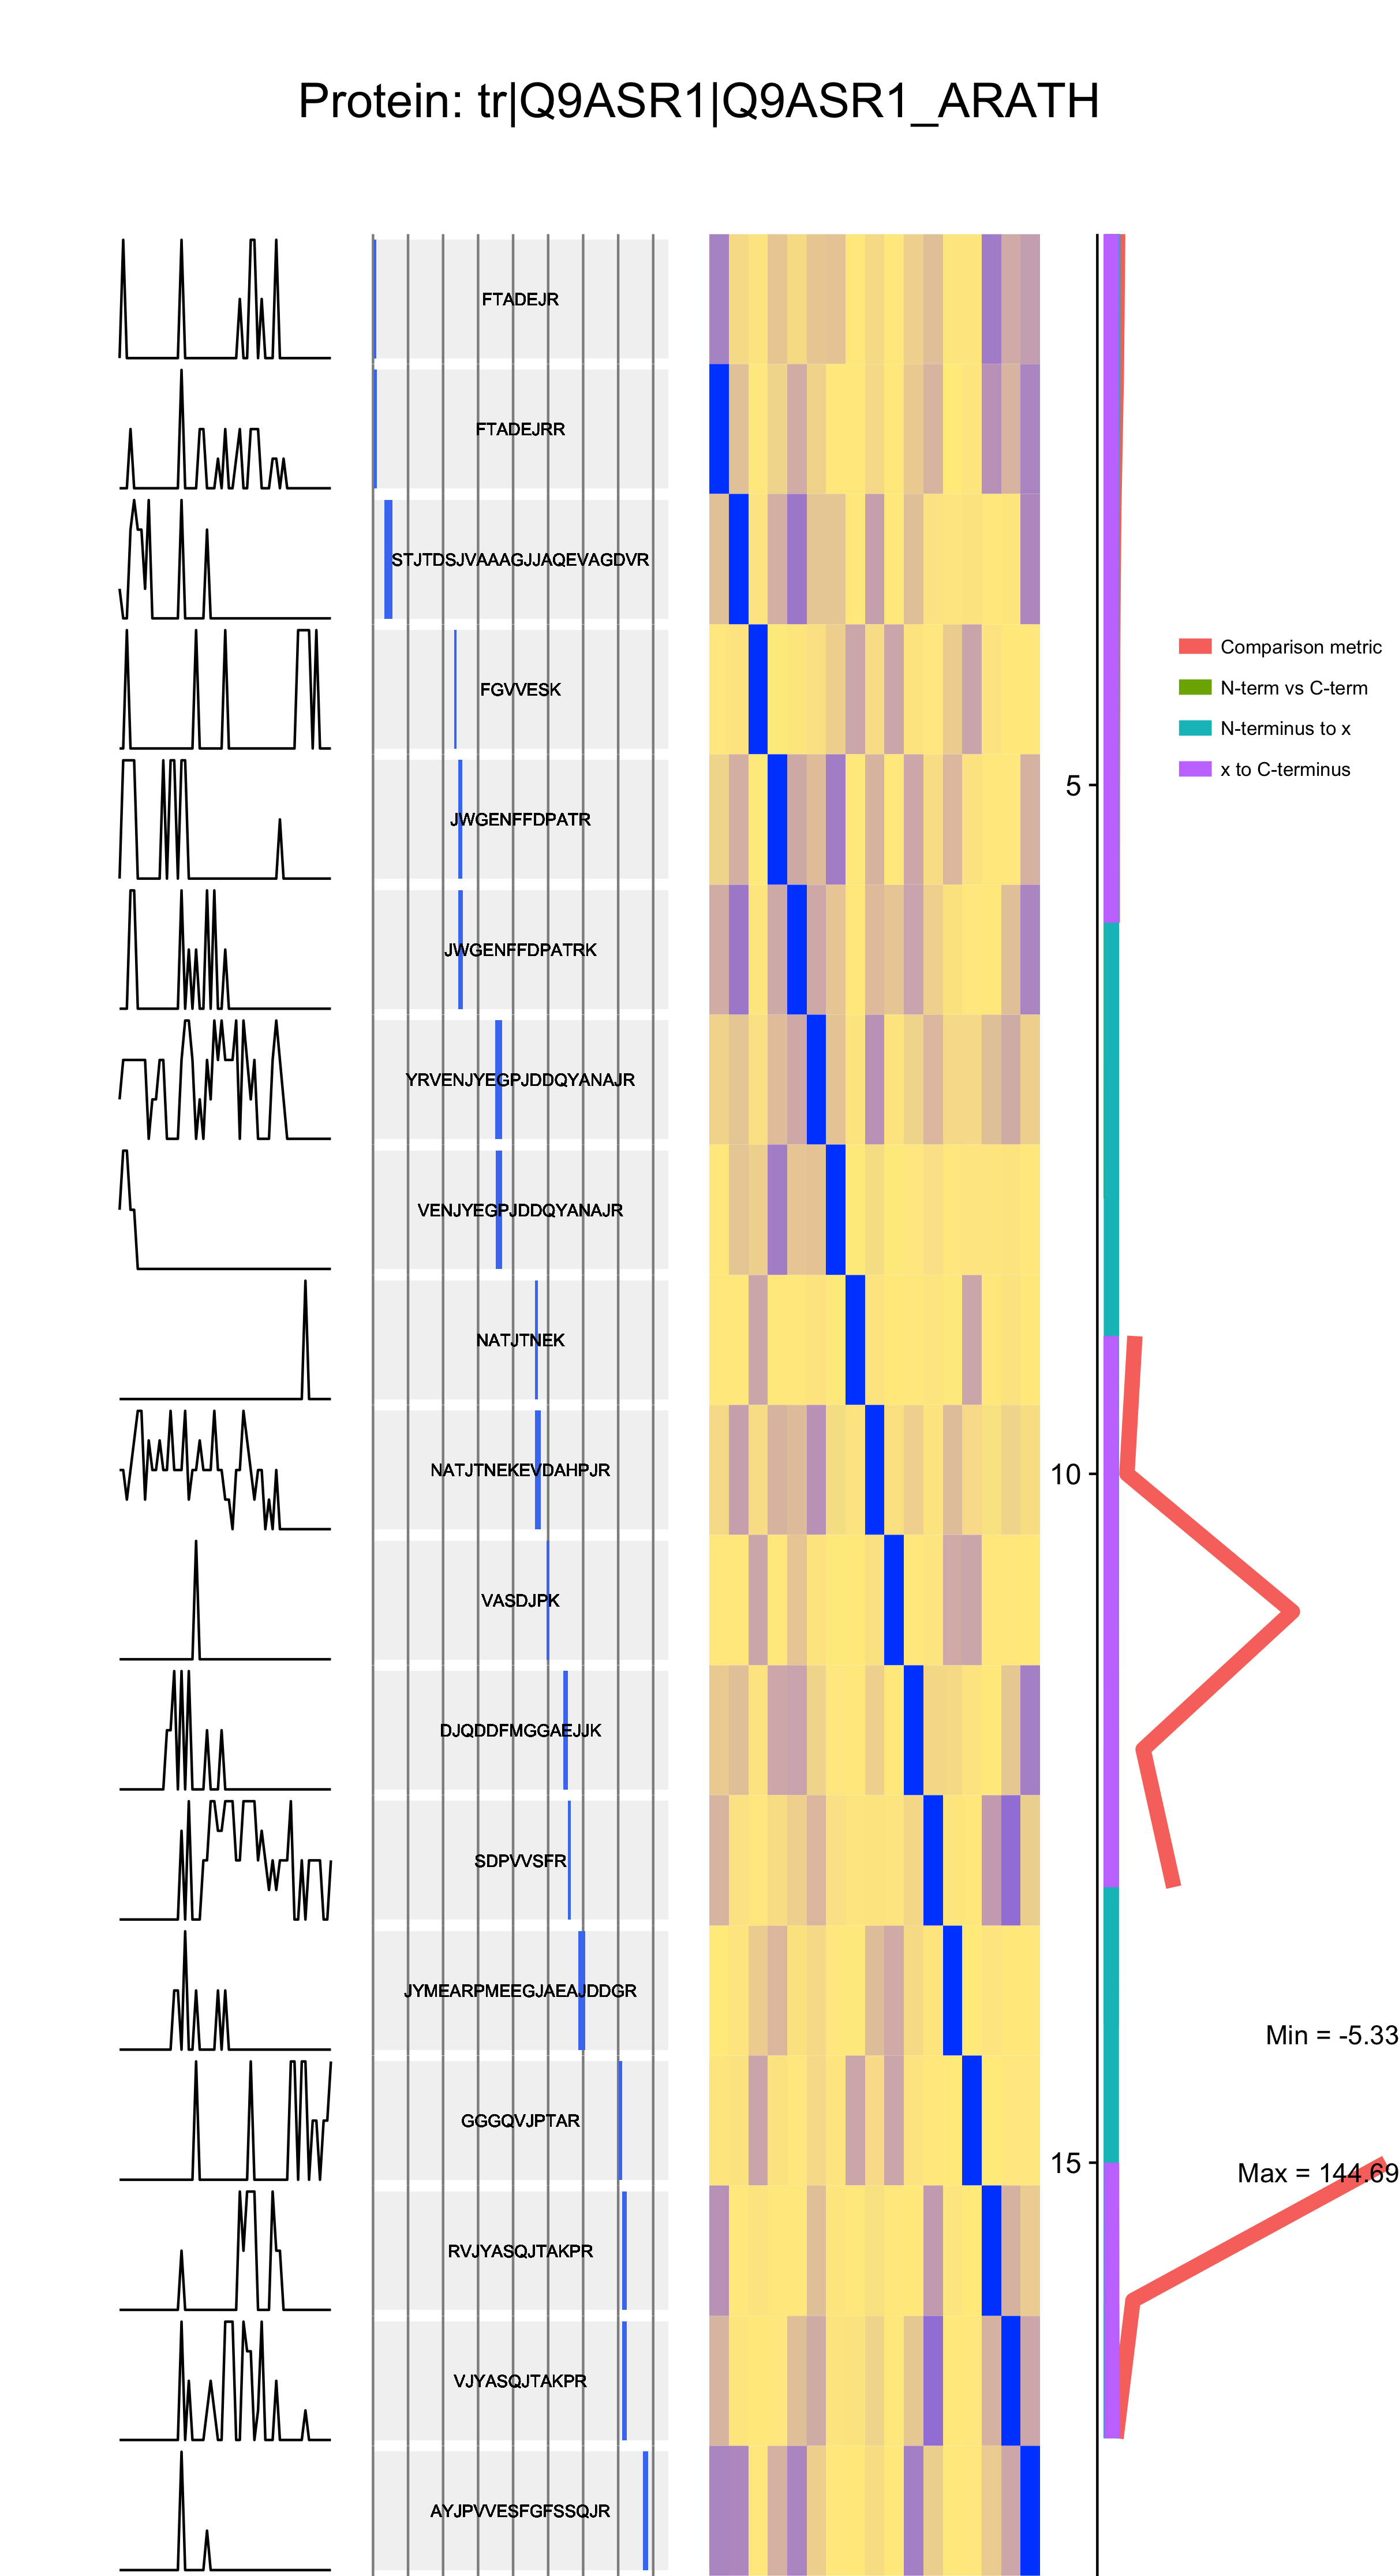 Protein: tr|Q9ASR1|Q9ASR1_ARATH
FTADEJR
FTADEJRR
STJTDSJVAAAGJJAQEVAGDVR
FGVVESK
Comparison metric
N-term vs C-term
N-terminus to x
x to C-terminus
5
JWGENFFDPATR
JWGENFFDPATRK
YRVENJYEGPJDDQYANAJR
VENJYEGPJDDQYANAJR
NATJTNEK
NATJTNEKEVDAHPJR
10
VASDJPK
DJQDDFMGGAEJJK
SDPVVSFR
JYMEARPMEEGJAEAJDDGR
Min = -5.33
GGGQVJPTAR
15
Max = 144.69
RVJYASQJTAKPR
VJYASQJTAKPR
AYJPVVESFGFSSQJR